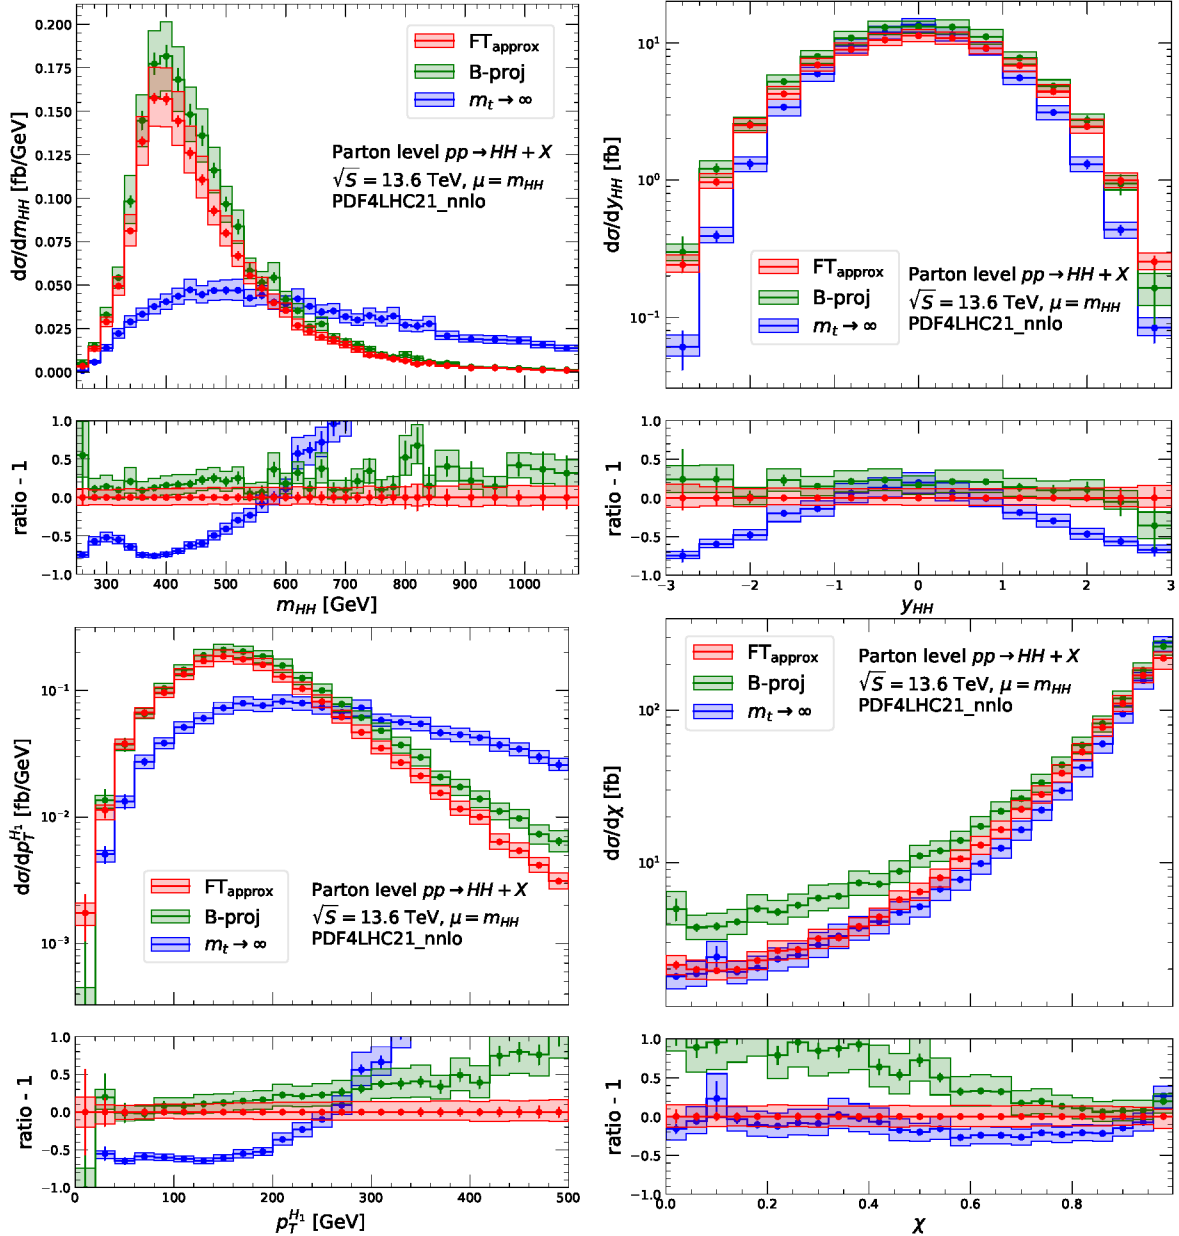 0.200
0.175
0.150
0.125
0.100
0.075
0.050
0.025
0.000
dσ/dm_HH [fb/GeV]
FT_approx
B-proj
m_t → ∞
Parton level pp → HH + X
√S = 13.6 TeV, μ = m_HH
PDF4LHC21_nnlo
1.0
0.5
0.0
−0.5
−1.0
ratio - 1
300 400 500 600 700 800 900 1000
m_HH [GeV]
10^1
10^0
10^−1
dσ/dy_HH [fb]
FT_approx
B-proj
m_t → ∞
Parton level pp → HH + X
√S = 13.6 TeV, μ = m_HH
PDF4LHC21_nnlo
1.0
0.5
0.0
−0.5
−1.0
ratio - 1
−3 −2 −1 0 1 2 3
y_HH
10^−1
10^−2
10^−3
dσ/dp_T^{H_1} [fb/GeV]
FT_approx
B-proj
m_t → ∞
Parton level pp → HH + X
√S = 13.6 TeV, μ = m_HH
PDF4LHC21_nnlo
1.0
0.5
0.0
−0.5
−1.0
ratio - 1
0 100 200 300 400 500
p_T^{H_1} [GeV]
10^2
10^1
dσ/dχ [fb]
FT_approx
B-proj
m_t → ∞
Parton level pp → HH + X
√S = 13.6 TeV, μ = m_HH
PDF4LHC21_nnlo
1.0
0.5
0.0
−0.5
−1.0
ratio - 1
0.0 0.2 0.4 0.6 0.8
χ